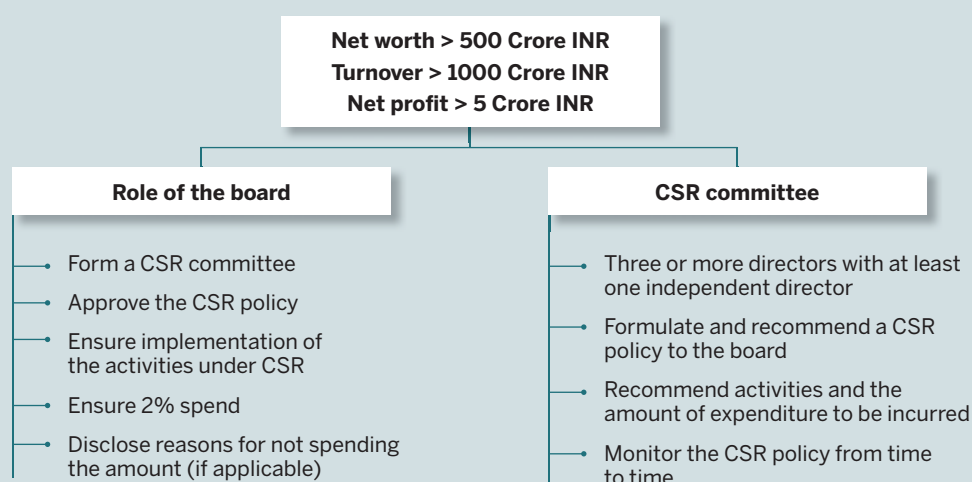 Net worth > 500 Crore INR
Turnover > 1000 Crore INR
Net profit > 5 Crore INR
Role of the board
Form a CSR committee
Approve the CSR policy
Ensure implementation of
the activities under CSR
Ensure 2% spend
Disclose reasons for not spending
the amount (if applicable)
CSR committee
Three or more directors with at least
one independent director
Formulate and recommend a CSR
policy to the board
Recommend activities and the
amount of expenditure to be incurred
Monitor the CSR policy from time
to time